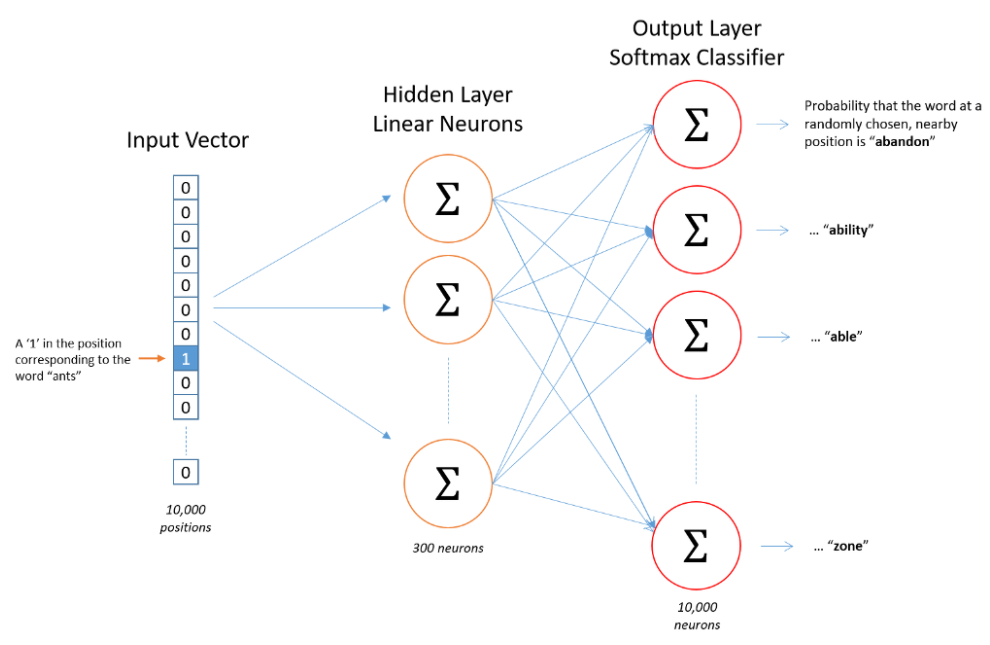 Output Layer
Softmax Classifier
Hidden Layer
Linear Neurons
Input Vector
0
0
0
0
0
0
0
1
0
0
0
A ‘1’ in the position
corresponding to the
word “ants”
10,000
positions
Σ
Σ
Σ
300 neurons
Σ
Σ
Σ
Σ
10,000
neurons
Probability that the word at a
randomly chosen, nearby
position is “abandon”
… “ability”
… “able”
… “zone”